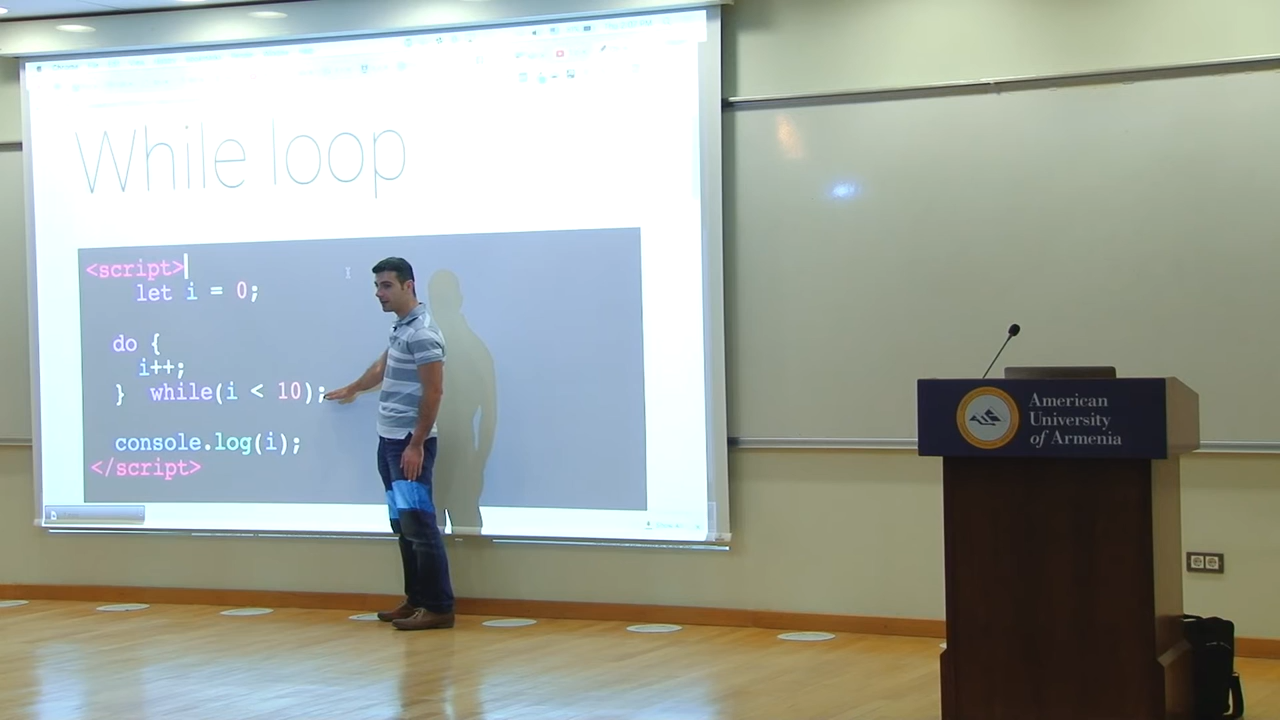 While loop
<script>
let i = 0;
do {
i++;
} while(i < 10);
console.log(i);
</script>
American
University
of Armenia